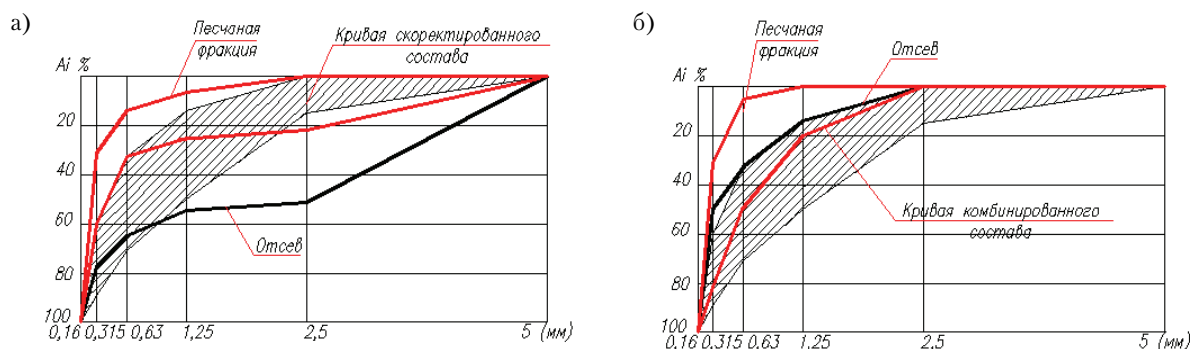 а)
Песчаная
фракция
Кривая скоректированного
состава
Ai %
20
40
60
80
100
Отсев
0,16 0,315 0,63 1,25 2,5 5 (мм)
б)
Песчаная
фракция
Отсев
Ai %
20
40
60
80
100
Кривая комбинированного
состава
0,16 0,315 0,63 1,25 2,5 5 (мм)